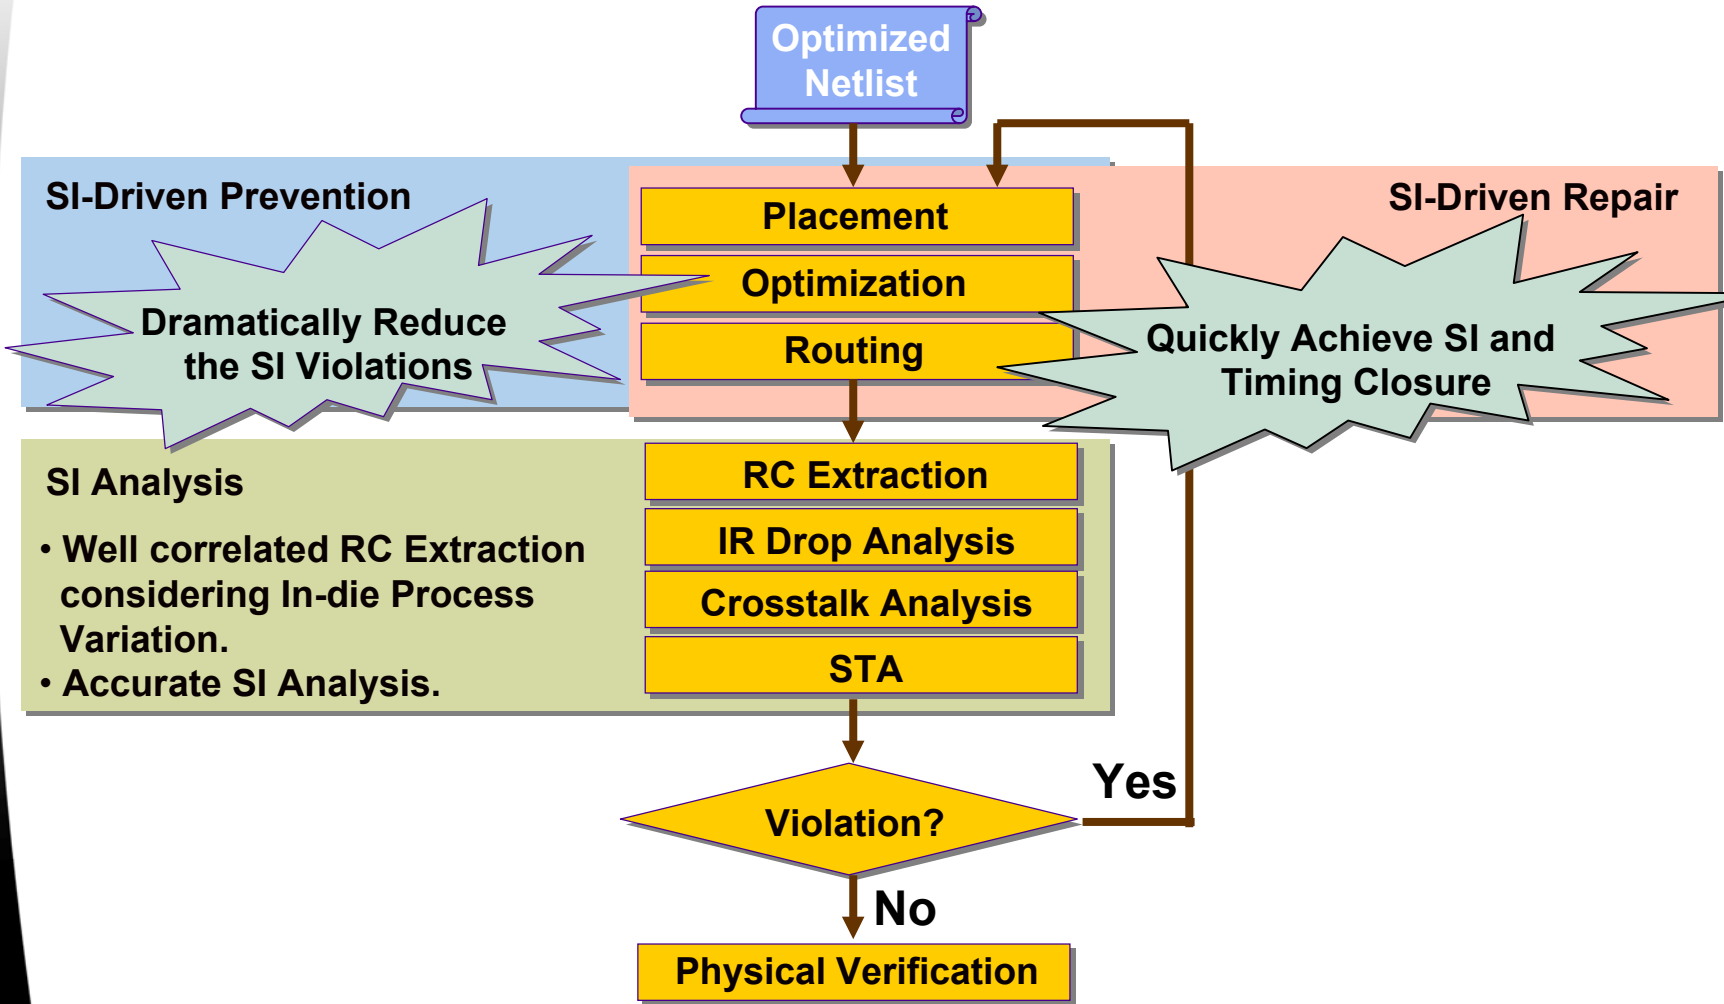 Optimized
Netlist
SI-Driven Prevention
SI-Driven Repair
Placement
Optimization
Routing
Dramatically Reduce
the SI Violations
Quickly Achieve SI and
Timing Closure
SI Analysis
• Well correlated RC Extraction
considering In-die Process
Variation.
• Accurate SI Analysis.
RC Extraction
IR Drop Analysis
Crosstalk Analysis
STA
Violation?
Yes
No
Physical Verification